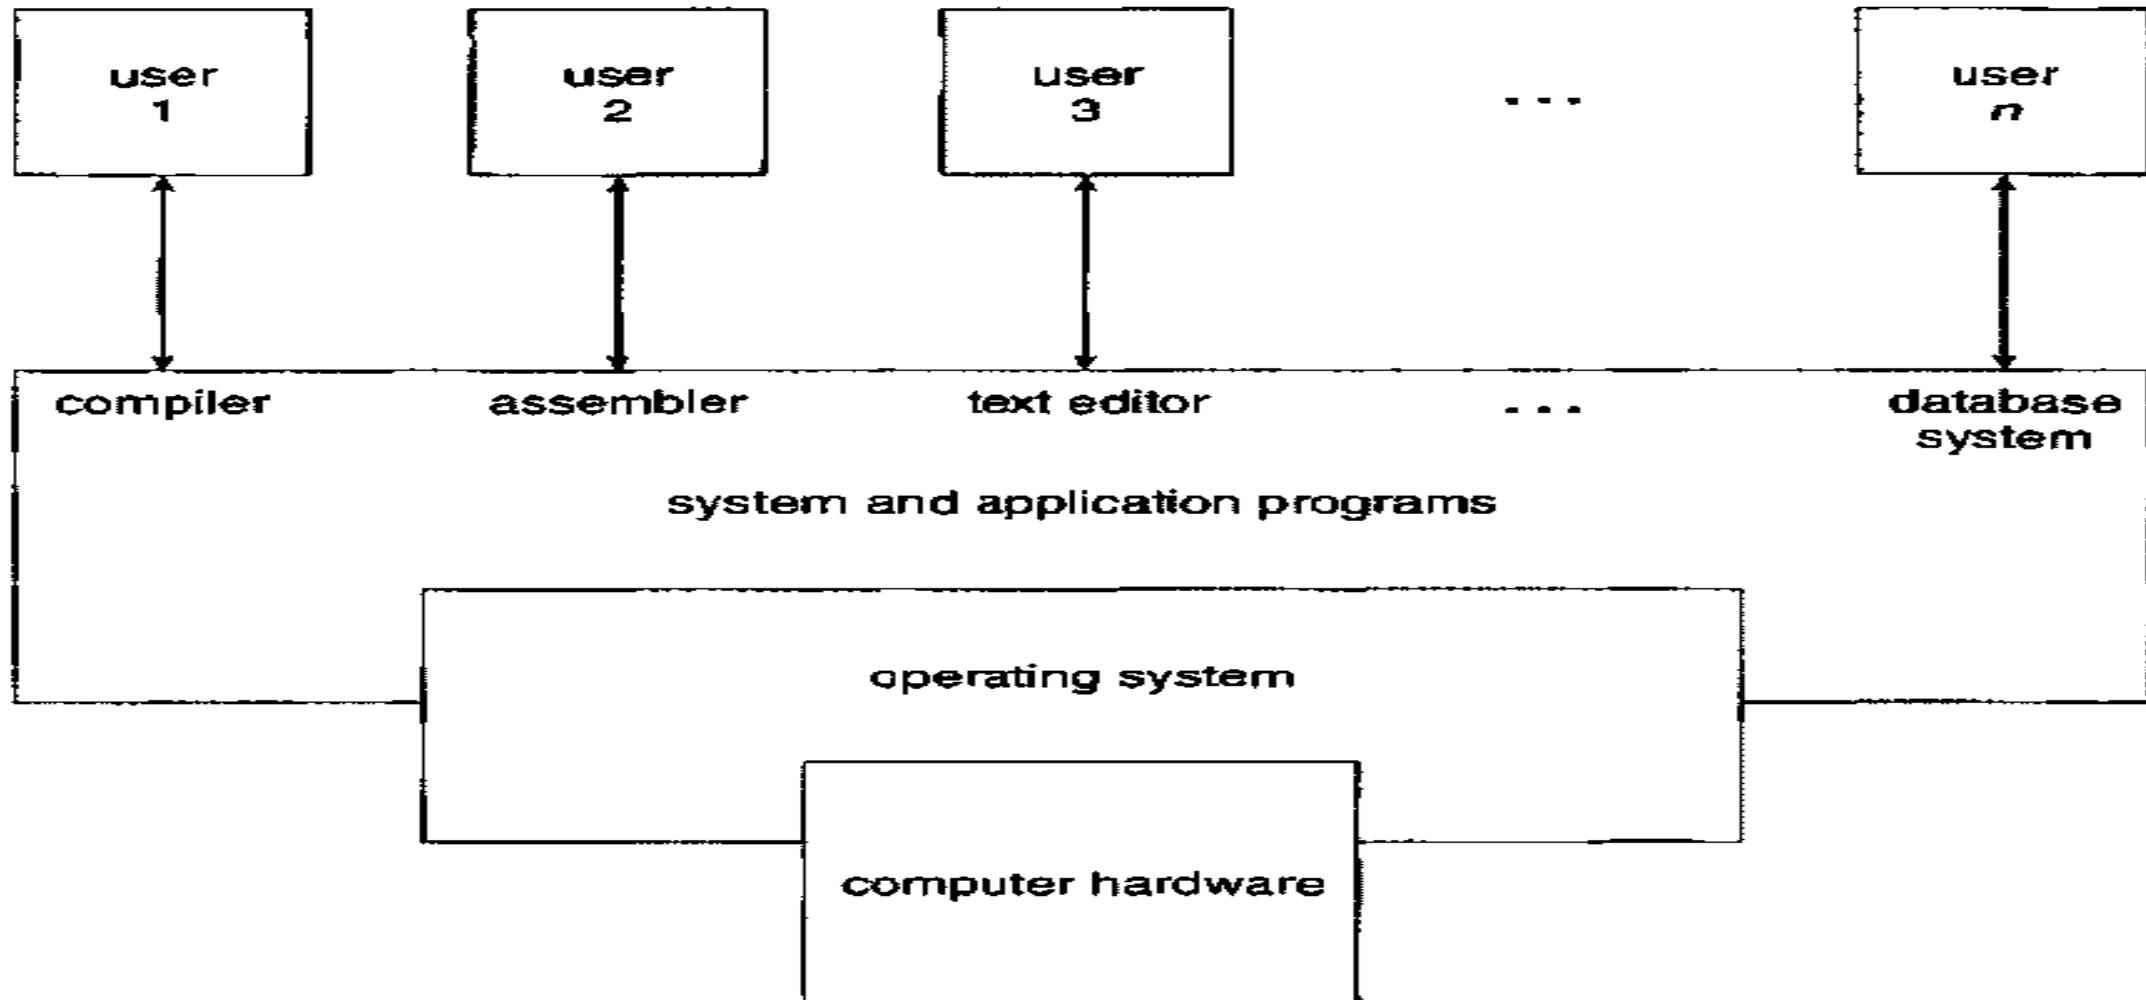 user
1
user
2
user
3
...
user
n
compiler
assembler
text editor
...
database
system
system and application programs
operating system
computer hardware